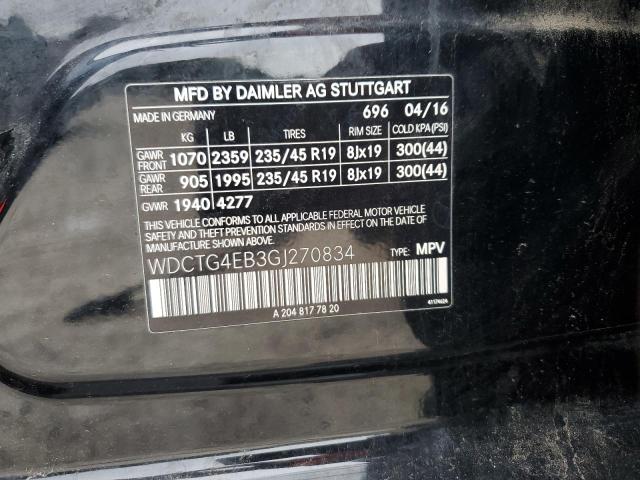 MFD BY DAIMLER AG STUTTGART
MADE IN GERMANY 696 04/16
KG LB TIRES RIM SIZE COLD KPA(PSI)
GAWR FRONT 1070 2359 235/45 R19 8Jx19 300(44)
GAWR REAR 905 1995 235/45 R19 8Jx19 300(44)
GVWR 1940 4277
THIS VEHICLE CONFORMS TO ALL APPLICABLE FEDERAL MOTOR VEHICLE
SAFETY AND THEFT PREVENTION STANDARDS IN EFFECT ON THE DATE OF
MANUFACTURE SHOWN ABOVE.
WDCTG4EB3GJ270834 TYPE: MPV
A 204 817 78 20